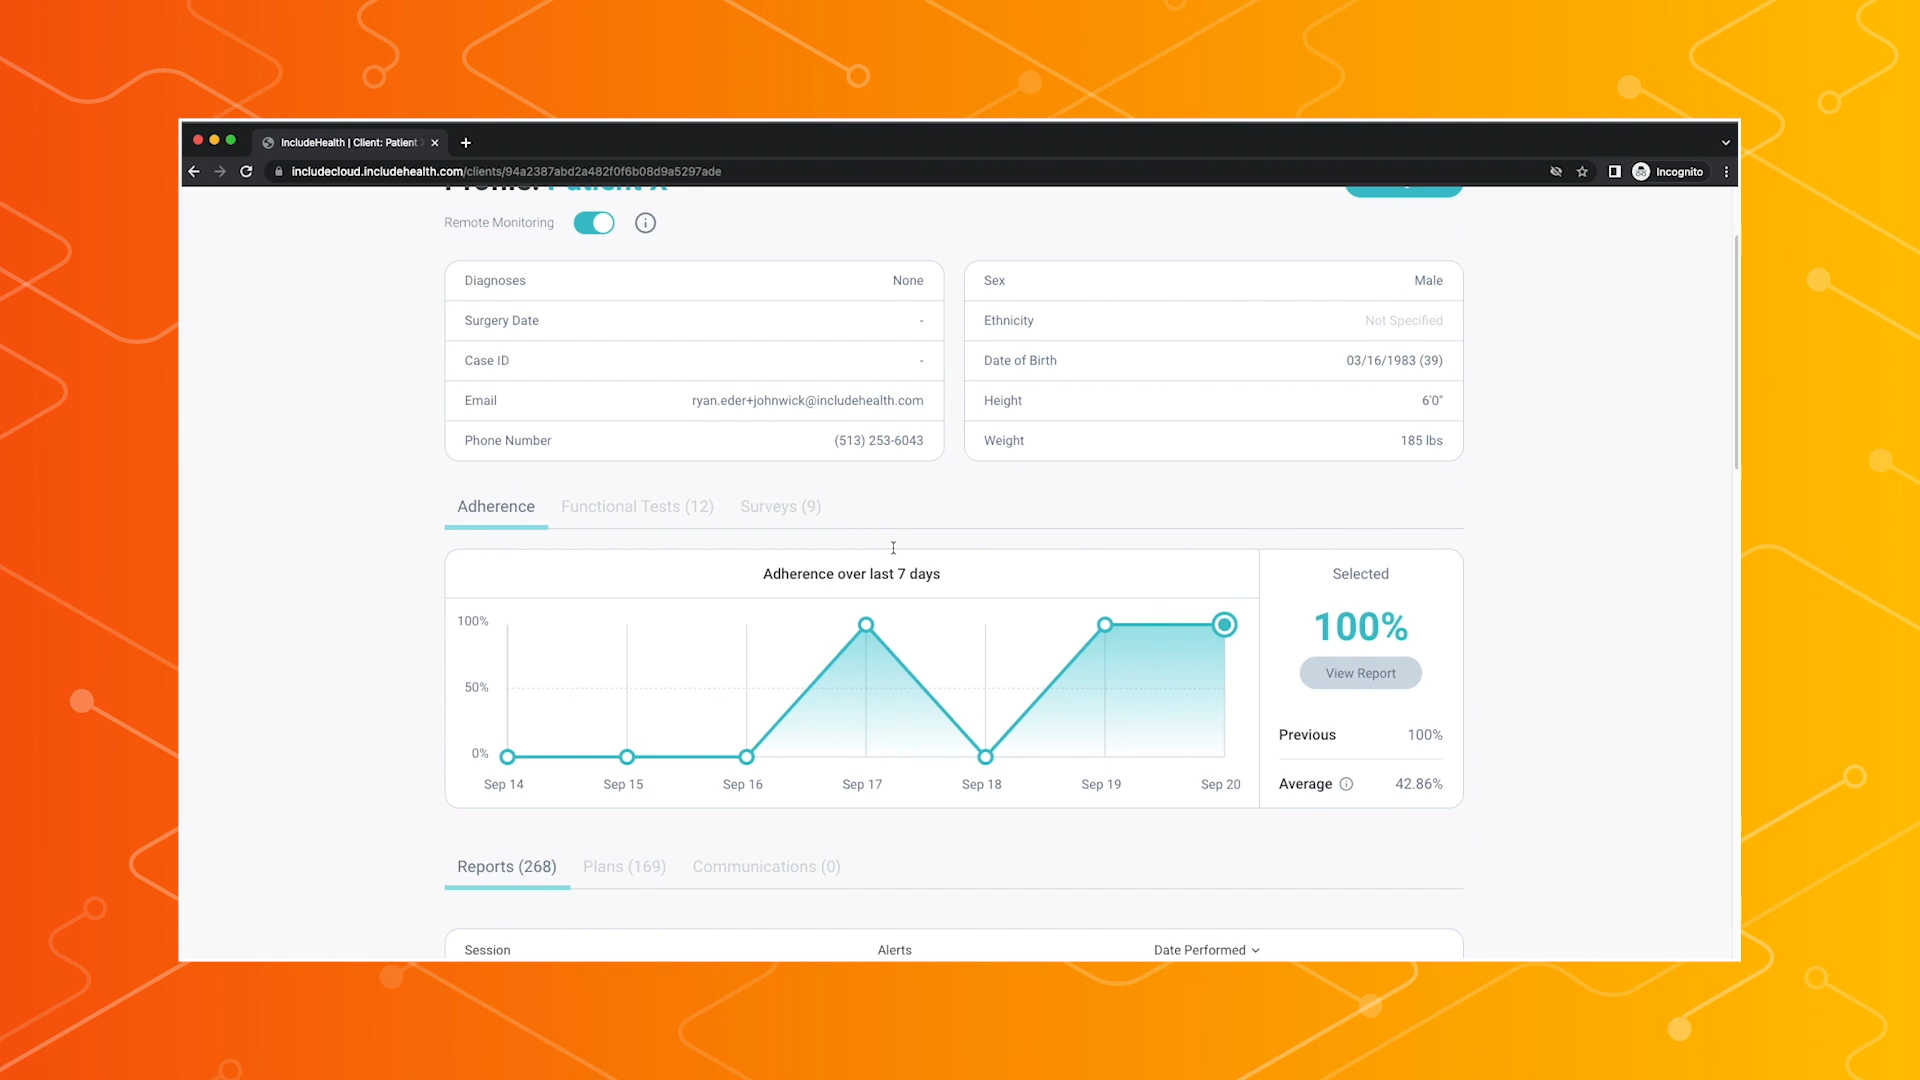 IncludeHealth | Client: Patient
includecloud.includehealth.com/clients/94a2387abd2a482f0f6b08d9a5297ade
Incognito
Profile: Patient X
Remote Monitoring
Diagnoses None
Surgery Date -
Case ID -
Email ryan.eder+johnwick@includehealth.com
Phone Number (513) 253-6043
Sex Male
Ethnicity Not Specified
Date of Birth 03/16/1983 (39)
Height 6'0"
Weight 185 lbs
Adherence Functional Tests (12) Surveys (9)
Adherence over last 7 days
100%
50%
0%
Sep 14 Sep 15 Sep 16 Sep 17 Sep 18 Sep 19 Sep 20
Selected
100%
View Report
Previous 100%
Average 42.86%
Reports (268) Plans (169) Communications (0)
Session Alerts Date Performed